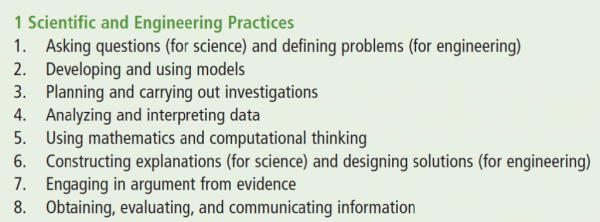 1 Scientific and Engineering Practices
1. Asking questions (for science) and defining problems (for engineering)
2. Developing and using models
3. Planning and carrying out investigations
4. Analyzing and interpreting data
5. Using mathematics and computational thinking
6. Constructing explanations (for science) and designing solutions (for engineering)
7. Engaging in argument from evidence
8. Obtaining, evaluating, and communicating information